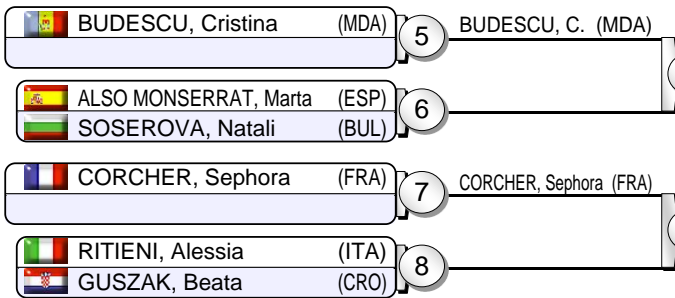 BUDESCU, Cristina (MDA)
5
BUDESCU, C. (MDA)
ALSO MONSERRAT, Marta (ESP)
SOSEROVA, Natali (BUL)
6
CORCHER, Sephora (FRA)
7
CORCHER, Sephora (FRA)
RITIENI, Alessia (ITA)
GUSZAK, Beata (CRO)
8